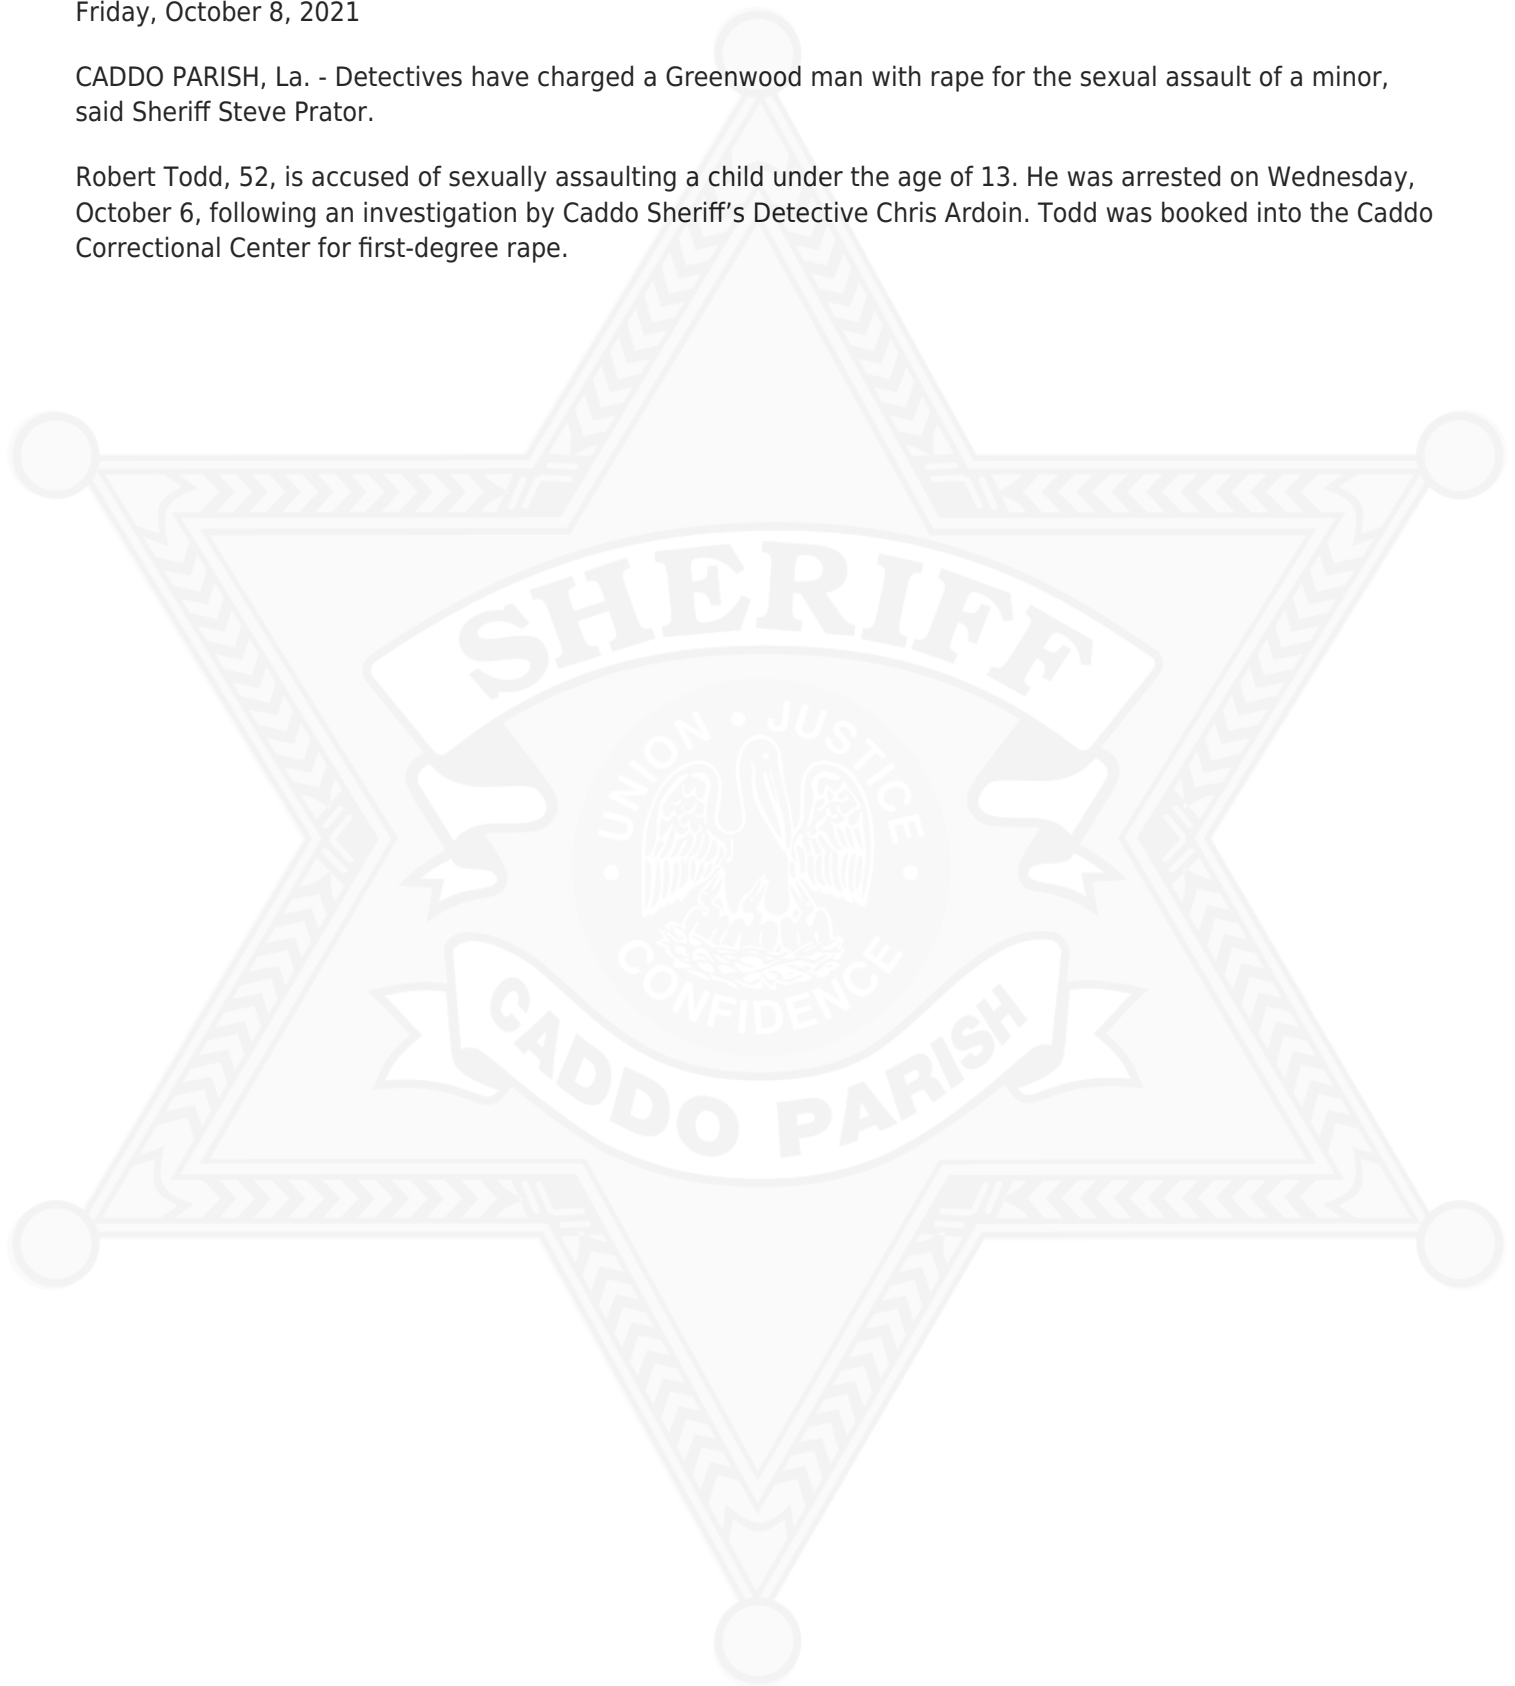 Friday, October 8, 2021
CADDO PARISH, La. - Detectives have charged a Greenwood man with rape for the sexual assault of a minor,
said Sheriff Steve Prator.
Robert Todd, 52, is accused of sexually assaulting a child under the age of 13. He was arrested on Wednesday,
October 6, following an investigation by Caddo Sheriff’s Detective Chris Ardoin. Todd was booked into the Caddo
Correctional Center for first-degree rape.
SHERIFF
UNION • JUSTICE
• CONFIDENCE •
CADDO PARISH